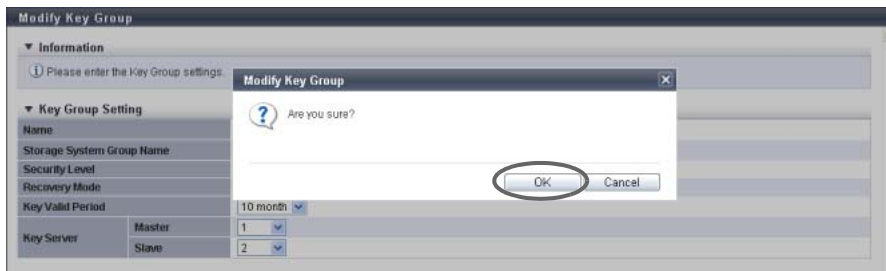 Modify Key Group
▼ Information
Please enter the Key Group settings.
Modify Key Group
Are you sure?
OK Cancel
▼ Key Group Setting
Name
Storage System Group Name
Security Level
Recovery Mode
Key Valid Period 10 month
Key Server
Master 1
Slave 2